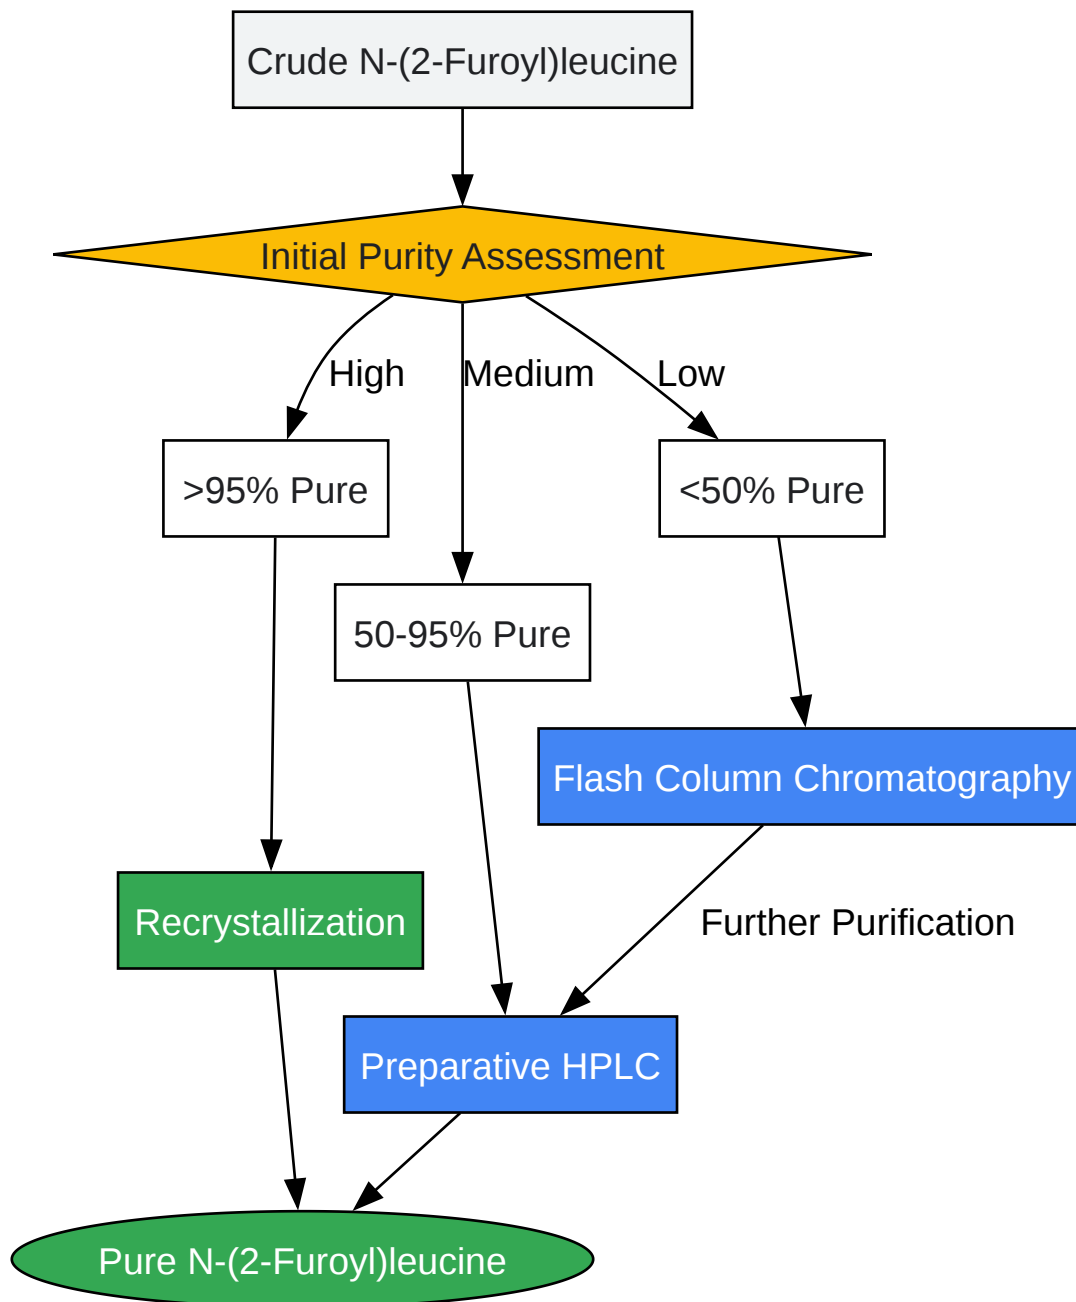 Crude N-(2-Furoyl)leucine
Initial Purity Assessment
High
Medium
Low
>95% Pure
<50% Pure
50-95% Pure
Flash Column Chromatography
Recrystallization
Further Purification
Preparative HPLC
Pure N-(2-Furoyl)leucine